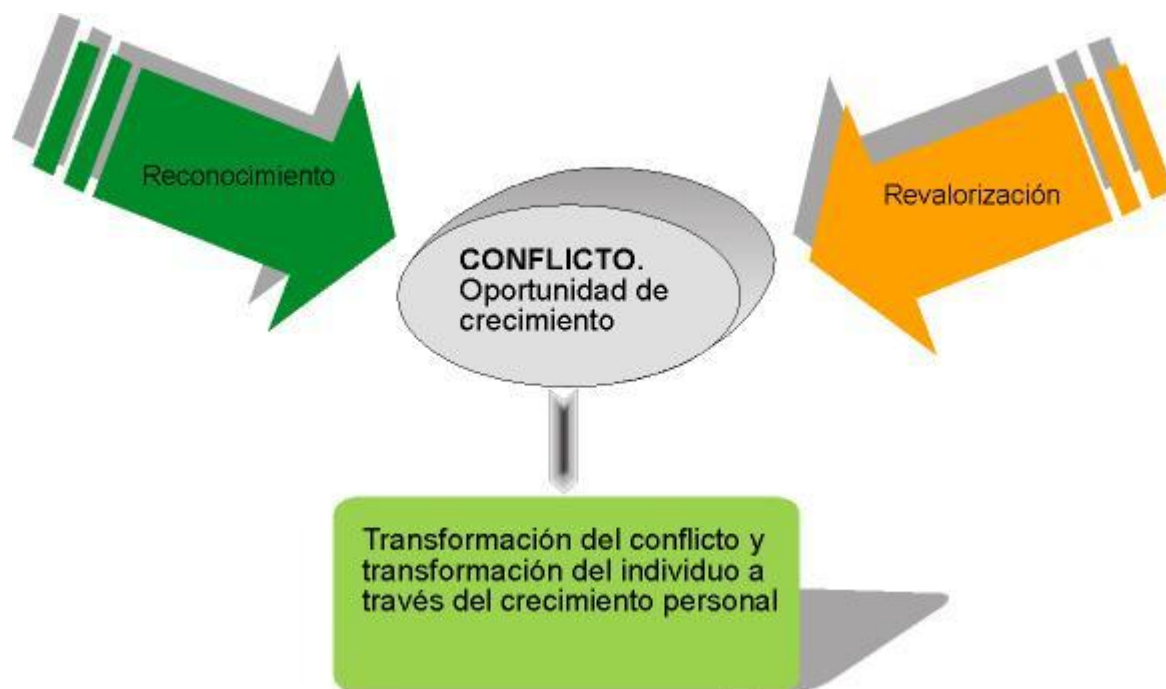 Reconocimiento
Revalorización
CONFLICTO.
Oportunidad de
crecimiento
Transformación del conflicto y
transformación del individuo a
través del crecimiento personal